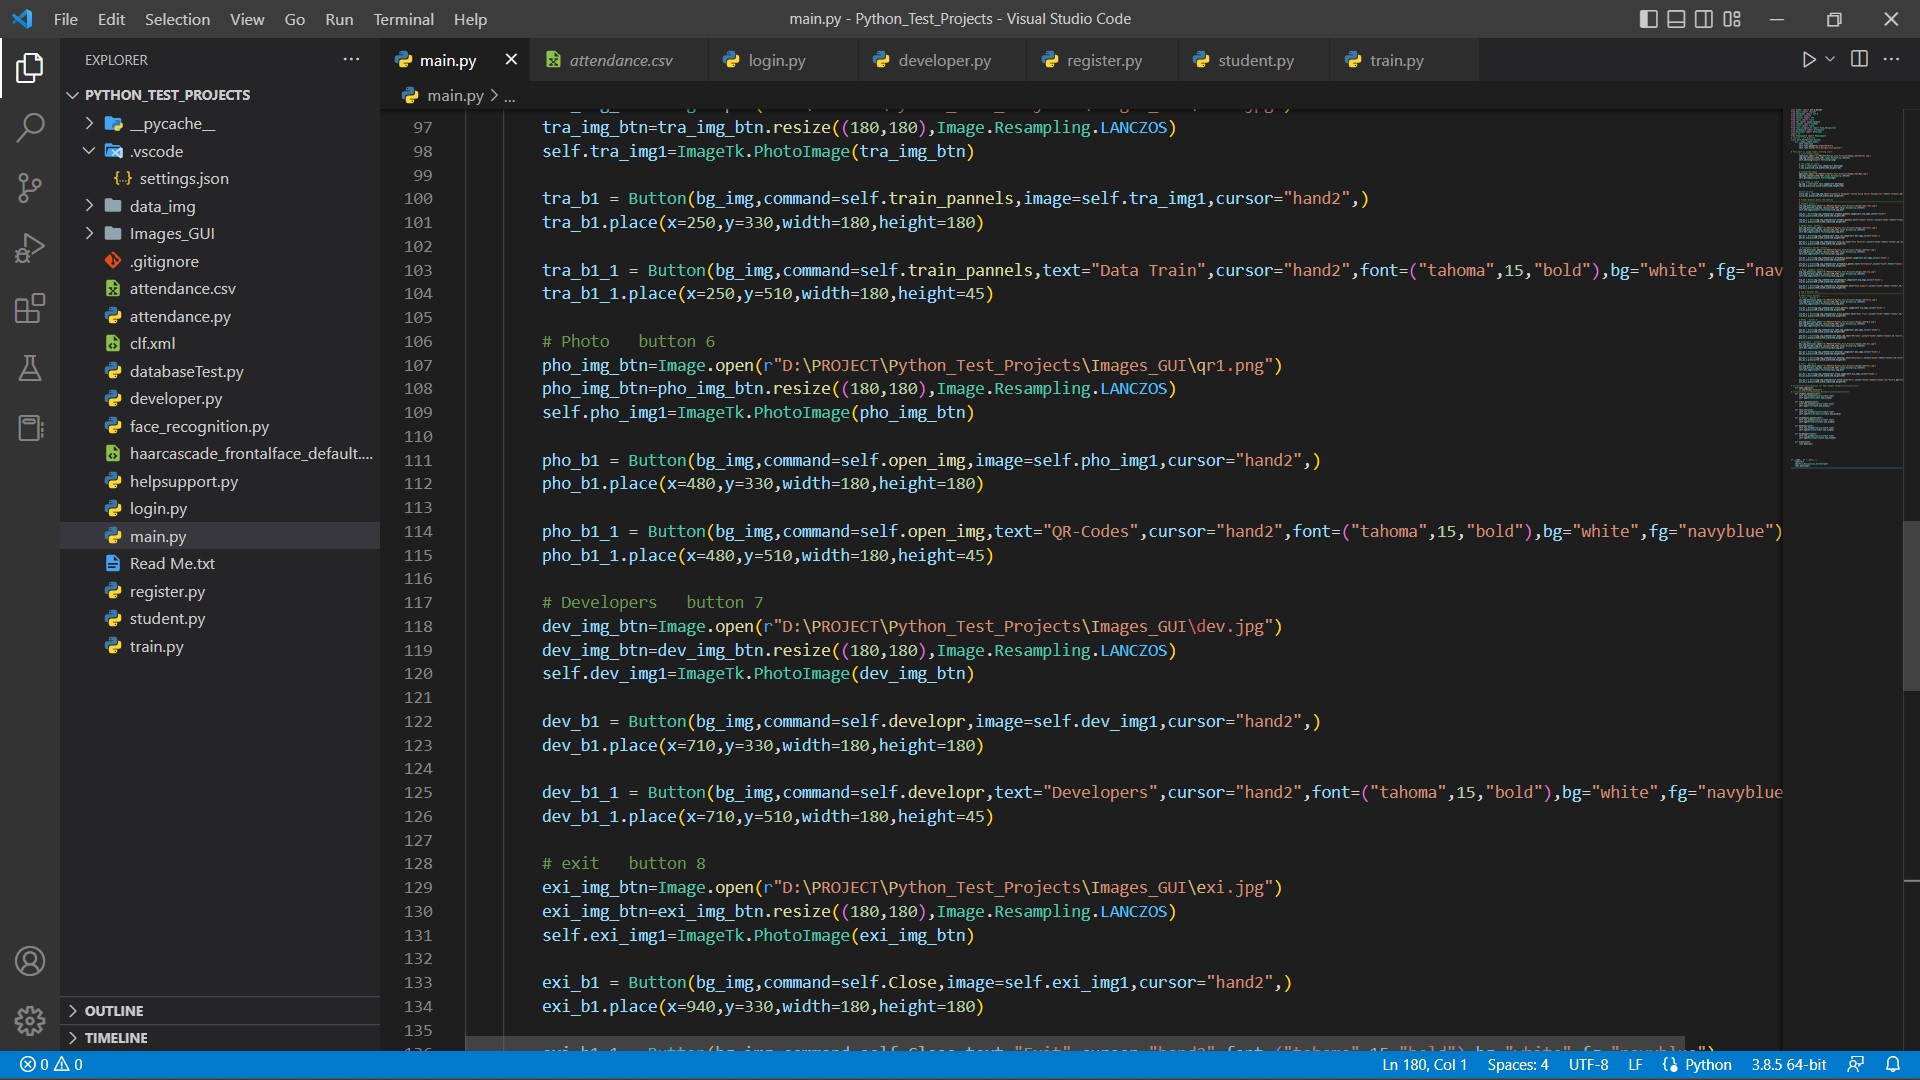 File Edit Selection View Go Run Terminal Help
main.py - Python_Test_Projects - Visual Studio Code
EXPLORER
PYTHON_TEST_PROJECTS
__pycache__
.vscode
settings.json
data_img
Images_GUI
.gitignore
attendance.csv
attendance.py
clf.xml
databaseTest.py
developer.py
face_recognition.py
haarcascade_frontalface_default....
helpsupport.py
login.py
main.py
Read Me.txt
register.py
student.py
train.py
OUTLINE
TIMELINE
main.py attendance.csv login.py developer.py register.py student.py train.py
main.py > ...
97 tra_img_btn=tra_img_btn.resize((180,180),Image.Resampling.LANCZOS)
98 self.tra_img1=ImageTk.PhotoImage(tra_img_btn)
99
100 tra_b1 = Button(bg_img,command=self.train_pannels,image=self.tra_img1,cursor="hand2",)
101 tra_b1.place(x=250,y=330,width=180,height=180)
102
103 tra_b1_1 = Button(bg_img,command=self.train_pannels,text="Data Train",cursor="hand2",font=("tahoma",15,"bold"),bg="white",fg="nav
104 tra_b1_1.place(x=250,y=510,width=180,height=45)
105
106 # Photo   button 6
107 pho_img_btn=Image.open(r"D:\PROJECT\Python_Test_Projects\Images_GUI\qr1.png")
108 pho_img_btn=pho_img_btn.resize((180,180),Image.Resampling.LANCZOS)
109 self.pho_img1=ImageTk.PhotoImage(pho_img_btn)
110
111 pho_b1 = Button(bg_img,command=self.open_img,image=self.pho_img1,cursor="hand2",)
112 pho_b1.place(x=480,y=330,width=180,height=180)
113
114 pho_b1_1 = Button(bg_img,command=self.open_img,text="QR-Codes",cursor="hand2",font=("tahoma",15,"bold"),bg="white",fg="navyblue")
115 pho_b1_1.place(x=480,y=510,width=180,height=45)
116
117 # Developers   button 7
118 dev_img_btn=Image.open(r"D:\PROJECT\Python_Test_Projects\Images_GUI\dev.jpg")
119 dev_img_btn=dev_img_btn.resize((180,180),Image.Resampling.LANCZOS)
120 self.dev_img1=ImageTk.PhotoImage(dev_img_btn)
121
122 dev_b1 = Button(bg_img,command=self.developr,image=self.dev_img1,cursor="hand2",)
123 dev_b1.place(x=710,y=330,width=180,height=180)
124
125 dev_b1_1 = Button(bg_img,command=self.developr,text="Developers",cursor="hand2",font=("tahoma",15,"bold"),bg="white",fg="navyblue
126 dev_b1_1.place(x=710,y=510,width=180,height=45)
127
128 # exit   button 8
129 exi_img_btn=Image.open(r"D:\PROJECT\Python_Test_Projects\Images_GUI\exi.jpg")
130 exi_img_btn=exi_img_btn.resize((180,180),Image.Resampling.LANCZOS)
131 self.exi_img1=ImageTk.PhotoImage(exi_img_btn)
132
133 exi_b1 = Button(bg_img,command=self.Close,image=self.exi_img1,cursor="hand2",)
134 exi_b1.place(x=940,y=330,width=180,height=180)
135
0 0 Ln 180, Col 1 Spaces: 4 UTF-8 LF Python 3.8.5 64-bit